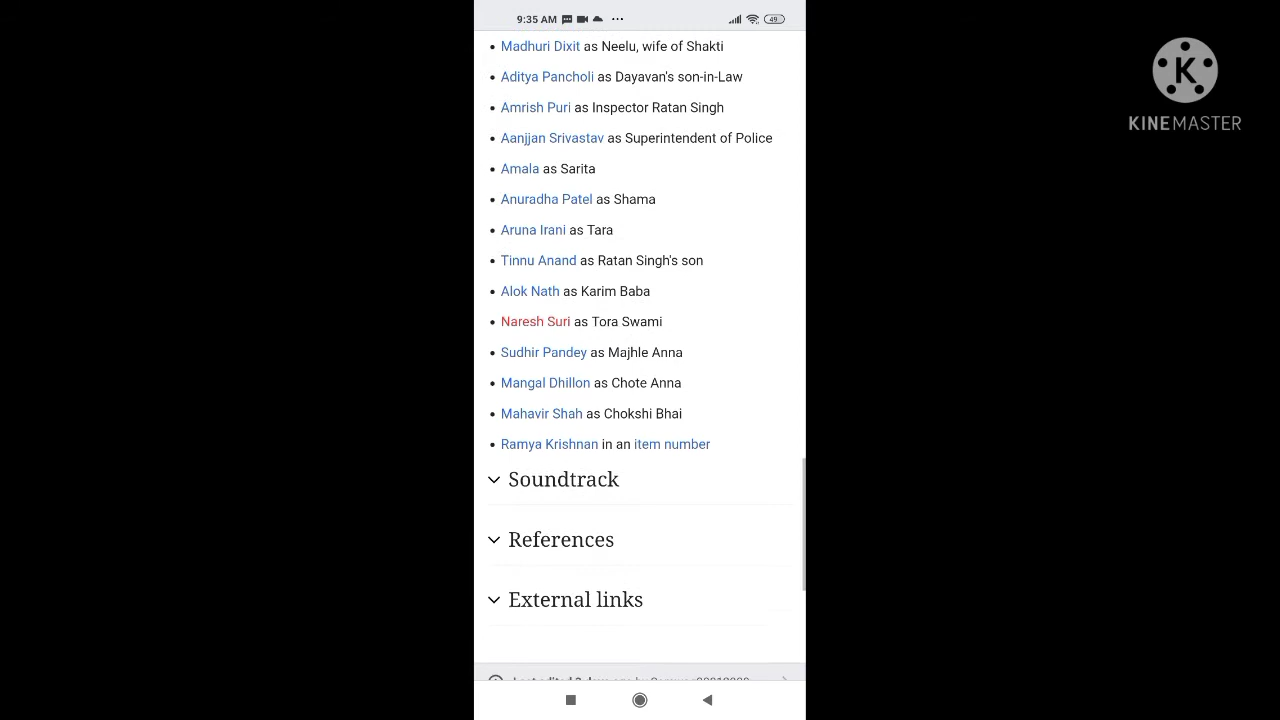 9:35 AM
49
Madhuri Dixit as Neelu, wife of Shakti
Aditya Pancholi as Dayavan's son-in-Law
Amrish Puri as Inspector Ratan Singh
Aanjjan Srivastav as Superintendent of Police
Amala as Sarita
Anuradha Patel as Shama
Aruna Irani as Tara
Tinnu Anand as Ratan Singh's son
Alok Nath as Karim Baba
Naresh Suri as Tora Swami
Sudhir Pandey as Majhle Anna
Mangal Dhillon as Chote Anna
Mahavir Shah as Chokshi Bhai
Ramya Krishnan in an item number
Soundtrack
References
External links
K
KINEMASTER